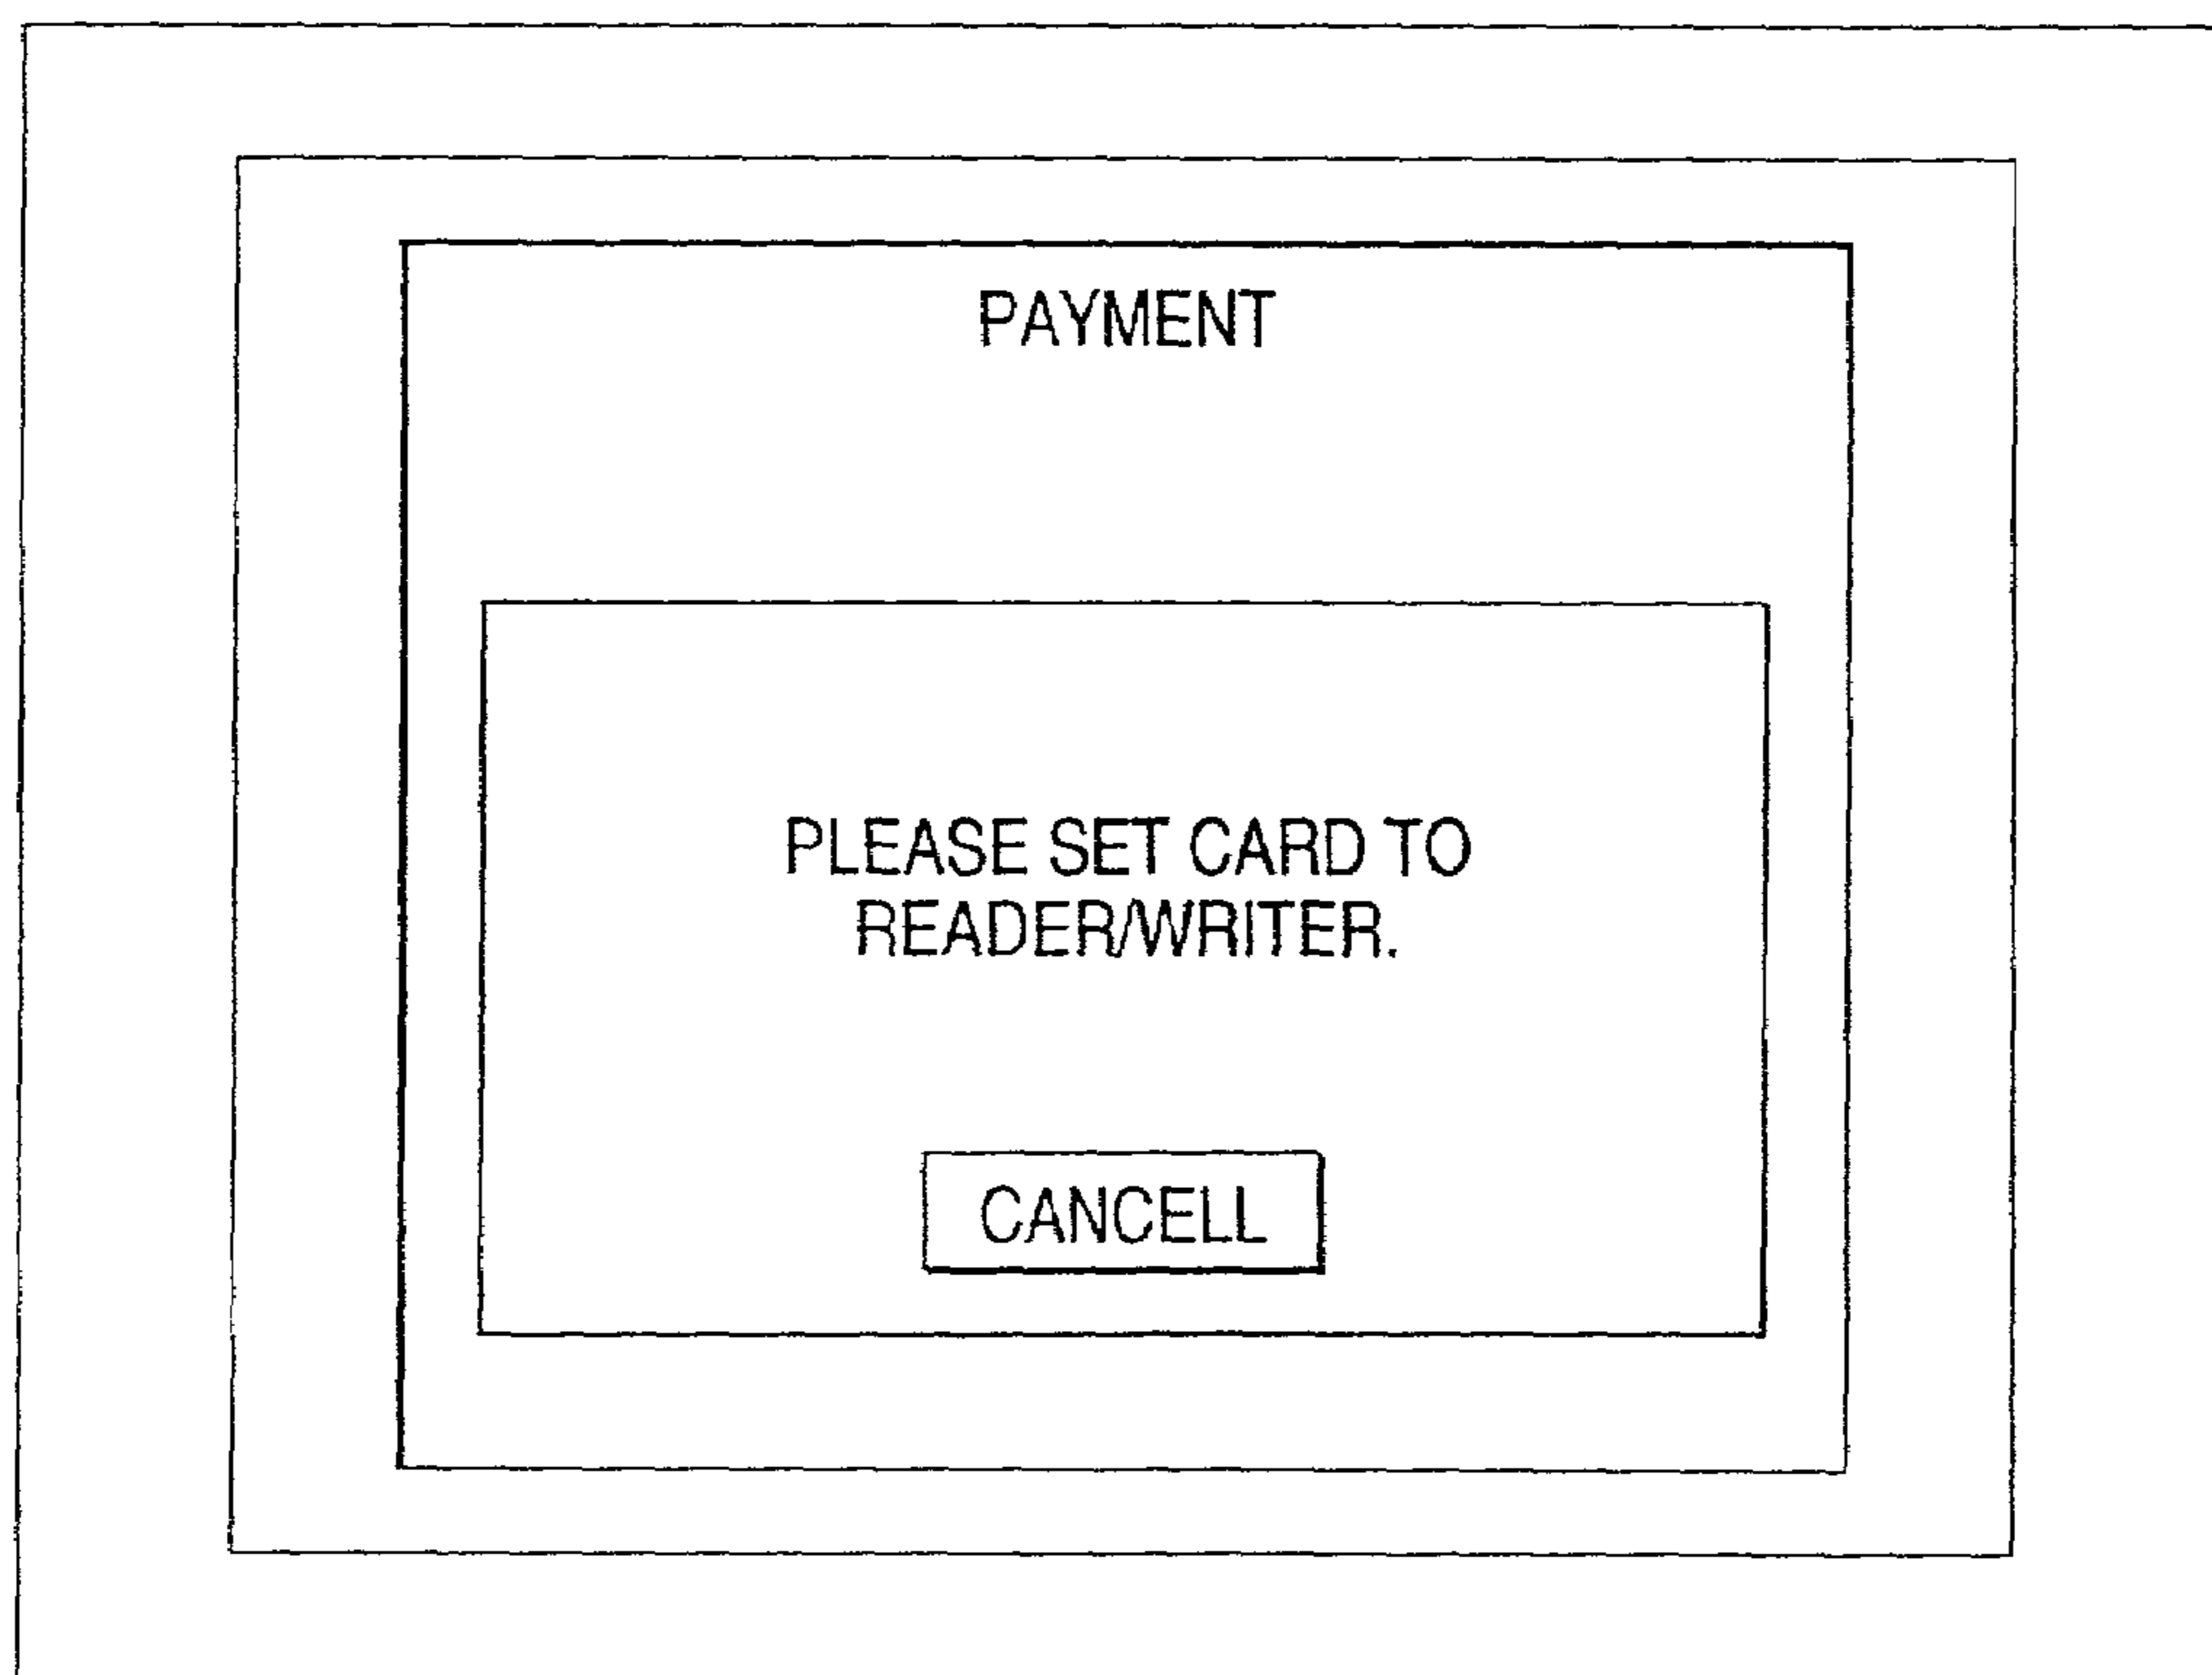 PAYMENT
PLEASE SET CARD TO
READER/WRITER.
CANCELL